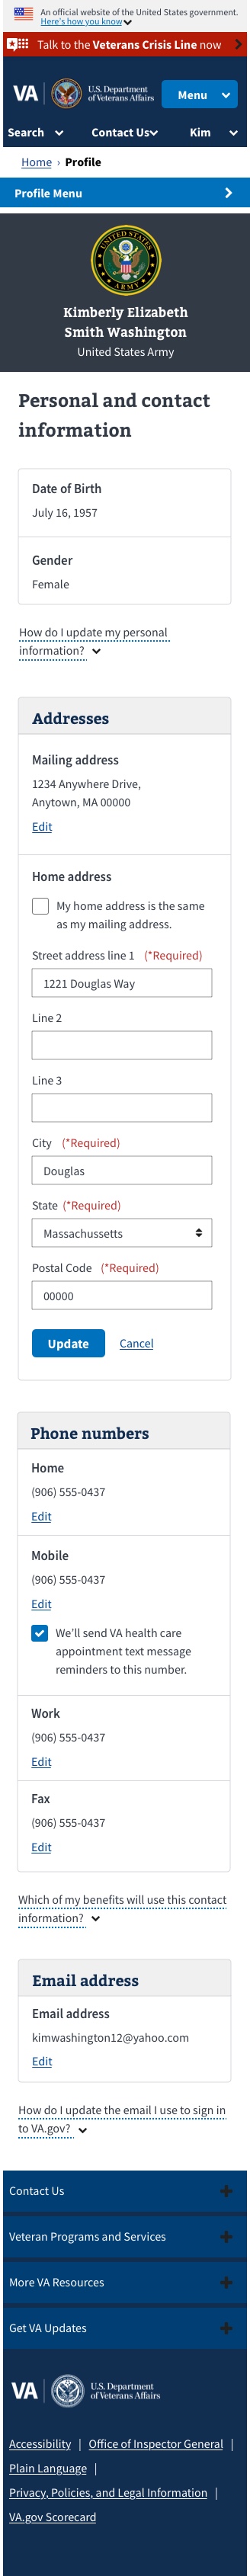 An official website of the United States government.
Here's how you know
Talk to the Veterans Crisis Line now
VA
U.S. Department
of Veterans Affairs
Menu
Search
Contact Us
Kim
Home › Profile
Profile Menu
UNITED STATES ARMY
Kimberly Elizabeth
Smith Washington
United States Army
Personal and contact
information
Date of Birth
July 16, 1957
Gender
Female
How do I update my personal
information?
Addresses
Mailing address
1234 Anywhere Drive,
Anytown, MA 00000
Edit
Home address
My home address is the same
as my mailing address.
Street address line 1 (*Required)
1221 Douglas Way
Line 2
Line 3
City (*Required)
Douglas
State (*Required)
Massachussetts
Postal Code (*Required)
00000
Update Cancel
Phone numbers
Home
(906) 555-0437
Edit
Mobile
(906) 555-0437
Edit
We'll send VA health care
appointment text message
reminders to this number.
Work
(906) 555-0437
Edit
Fax
(906) 555-0437
Edit
Which of my benefits will use this contact
information?
Email address
Email address
kimwashington12@yahoo.com
Edit
How do I update the email I use to sign in
to VA.gov?
Contact Us
Veteran Programs and Services
More VA Resources
Get VA Updates
VA
U.S. Department
of Veterans Affairs
Accessibility | Office of Inspector General |
Plain Language |
Privacy, Policies, and Legal Information |
VA.gov Scorecard